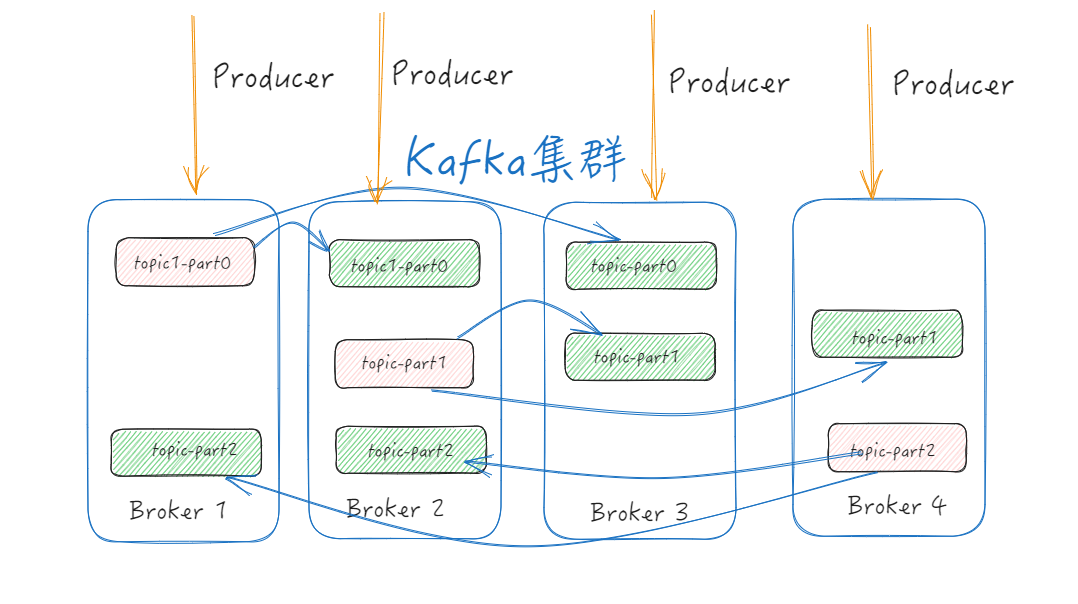 Producer
Producer
Producer
Producer
Kafka集群
topic1-part0
topic1-part0
topic-part0
topic-part1
topic-part1
topic-part1
topic-part2
topic-part2
topic-part2
Broker 1
Broker 2
Broker 3
Broker 4